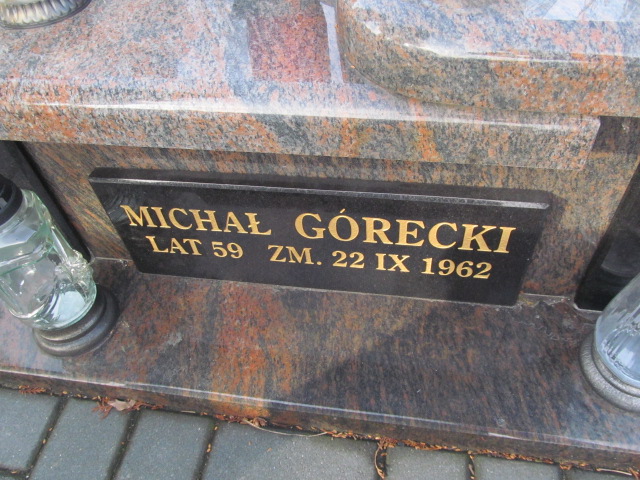 MICHAŁ GÓRECKI
LAT 59 ZM. 22 IX 1962